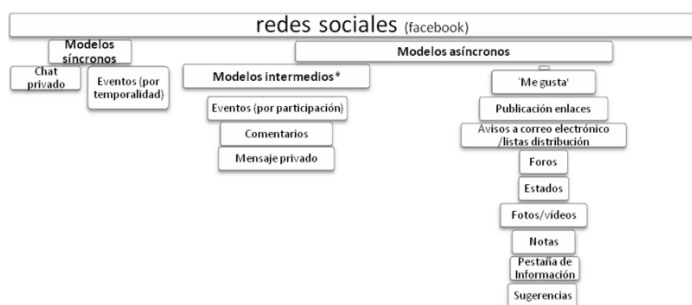 redes sociales (facebook)
Modelos
síncronos
Modelos asíncronos
Chat
privado
Eventos (por
temporalidad)
Modelos intermedios*
Eventos (por participación)
Comentarios
Mensaje privado
'Me gusta'
Publicación enlaces
Avisos a correo electrónico
/listas distribución
Foros
Estados
Fotos/vídeos
Notas
Pestaña de
Información
Sugerencias